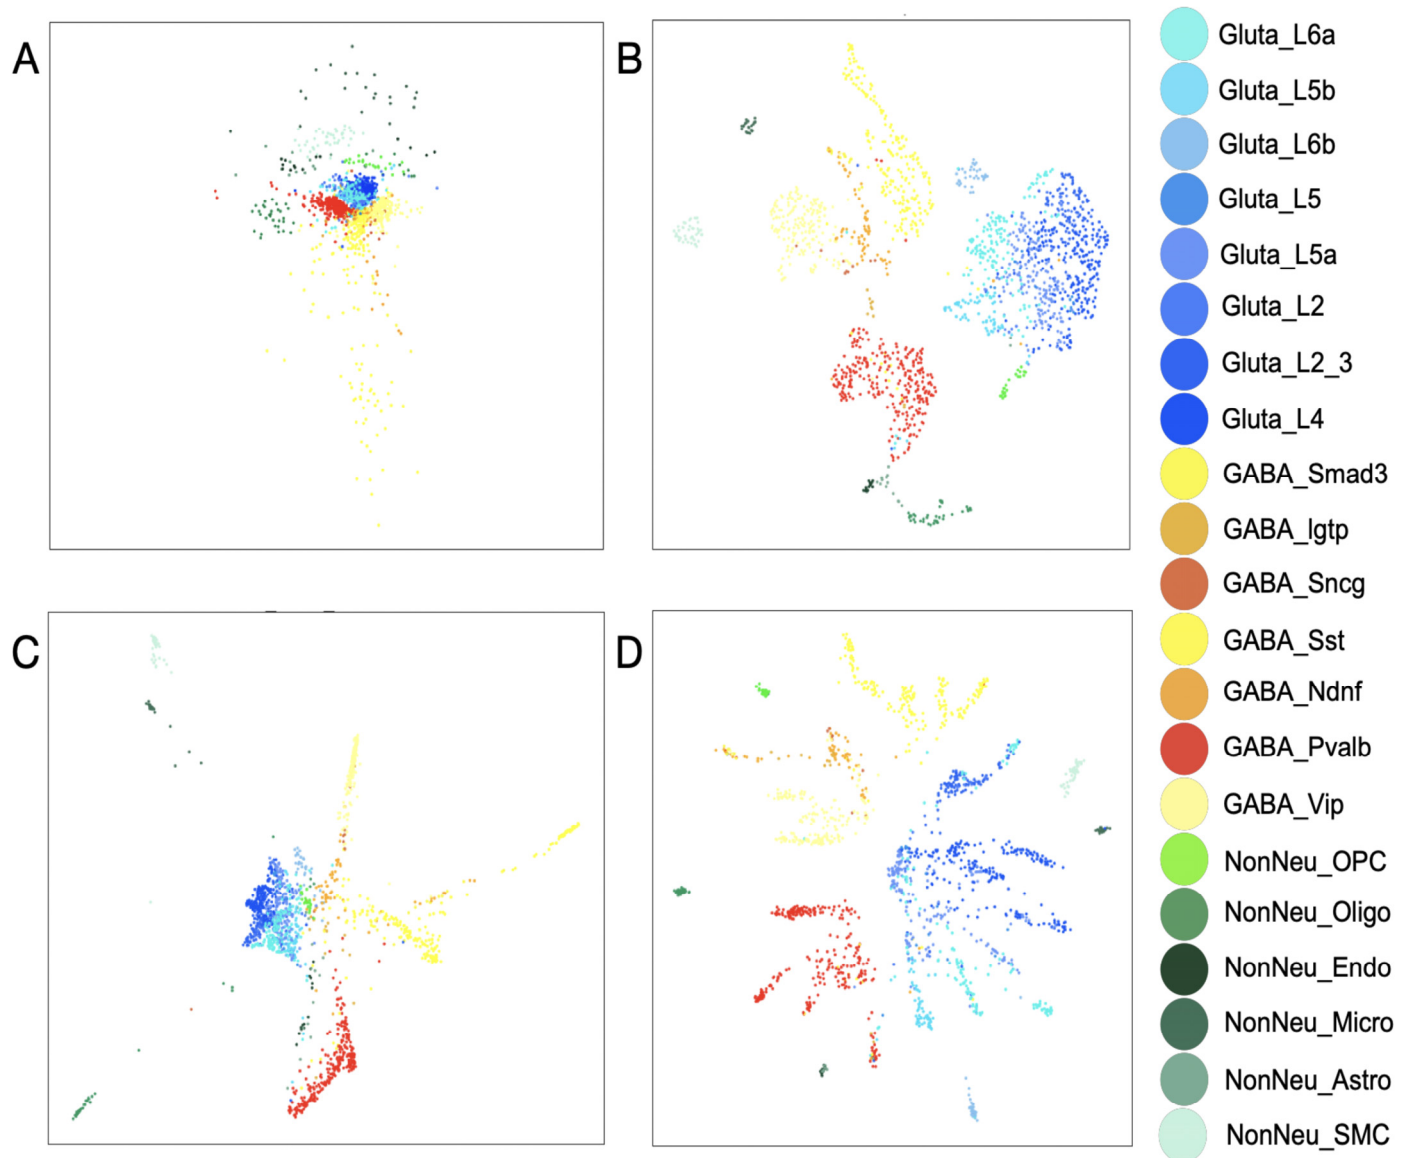 A
B
C
D
Gluta_L6a
Gluta_L5b
Gluta_L6b
Gluta_L5
Gluta_L5a
Gluta_L2
Gluta_L2_3
Gluta_L4
GABA_Smad3
GABA_Igtp
GABA_Sncg
GABA_Sst
GABA_Ndnf
GABA_Pvalb
GABA_Vip
NonNeu_OPC
NonNeu_Oligo
NonNeu_Endo
NonNeu_Micro
NonNeu_Astro
NonNeu_SMC